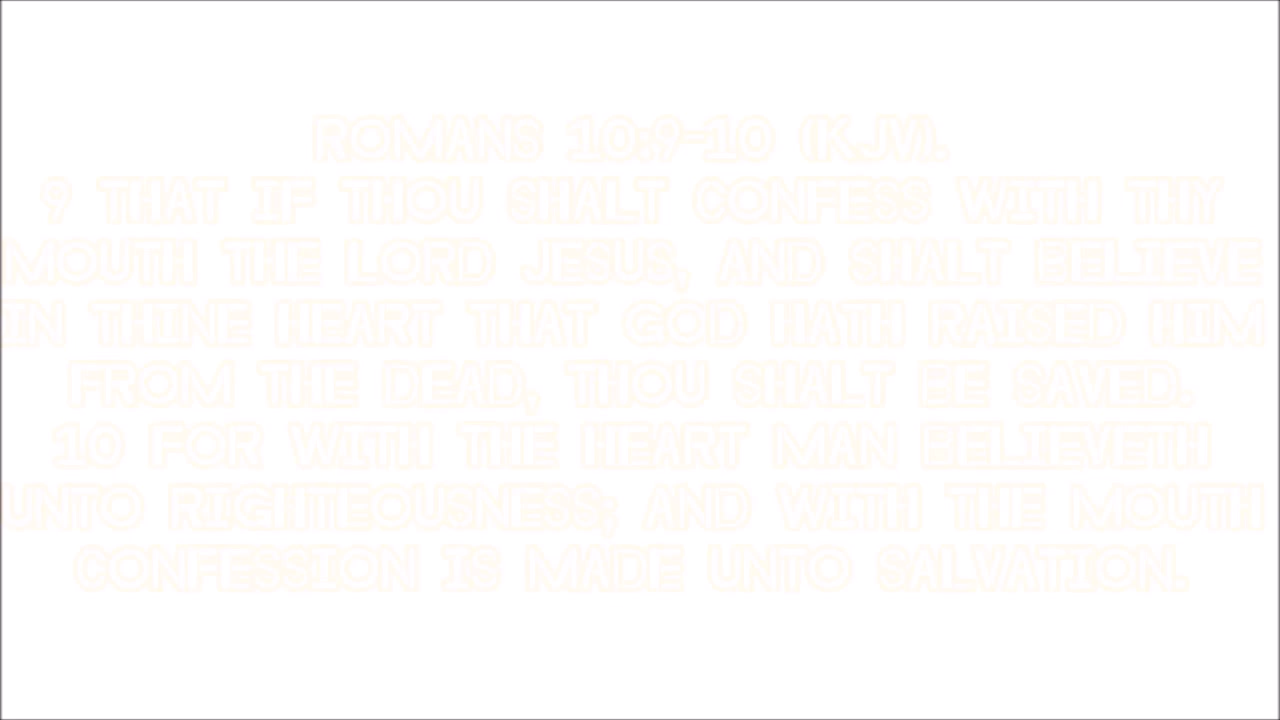 ROMANS 10:9-10 (KJV).
9 THAT IF THOU SHALT CONFESS WITH THY
MOUTH THE LORD JESUS, AND SHALT BELIEVE
IN THINE HEART THAT GOD HATH RAISED HIM
FROM THE DEAD, THOU SHALT BE SAVED.
10 FOR WITH THE HEART MAN BELIEVETH
UNTO RIGHTEOUSNESS; AND WITH THE MOUTH
CONFESSION IS MADE UNTO SALVATION.